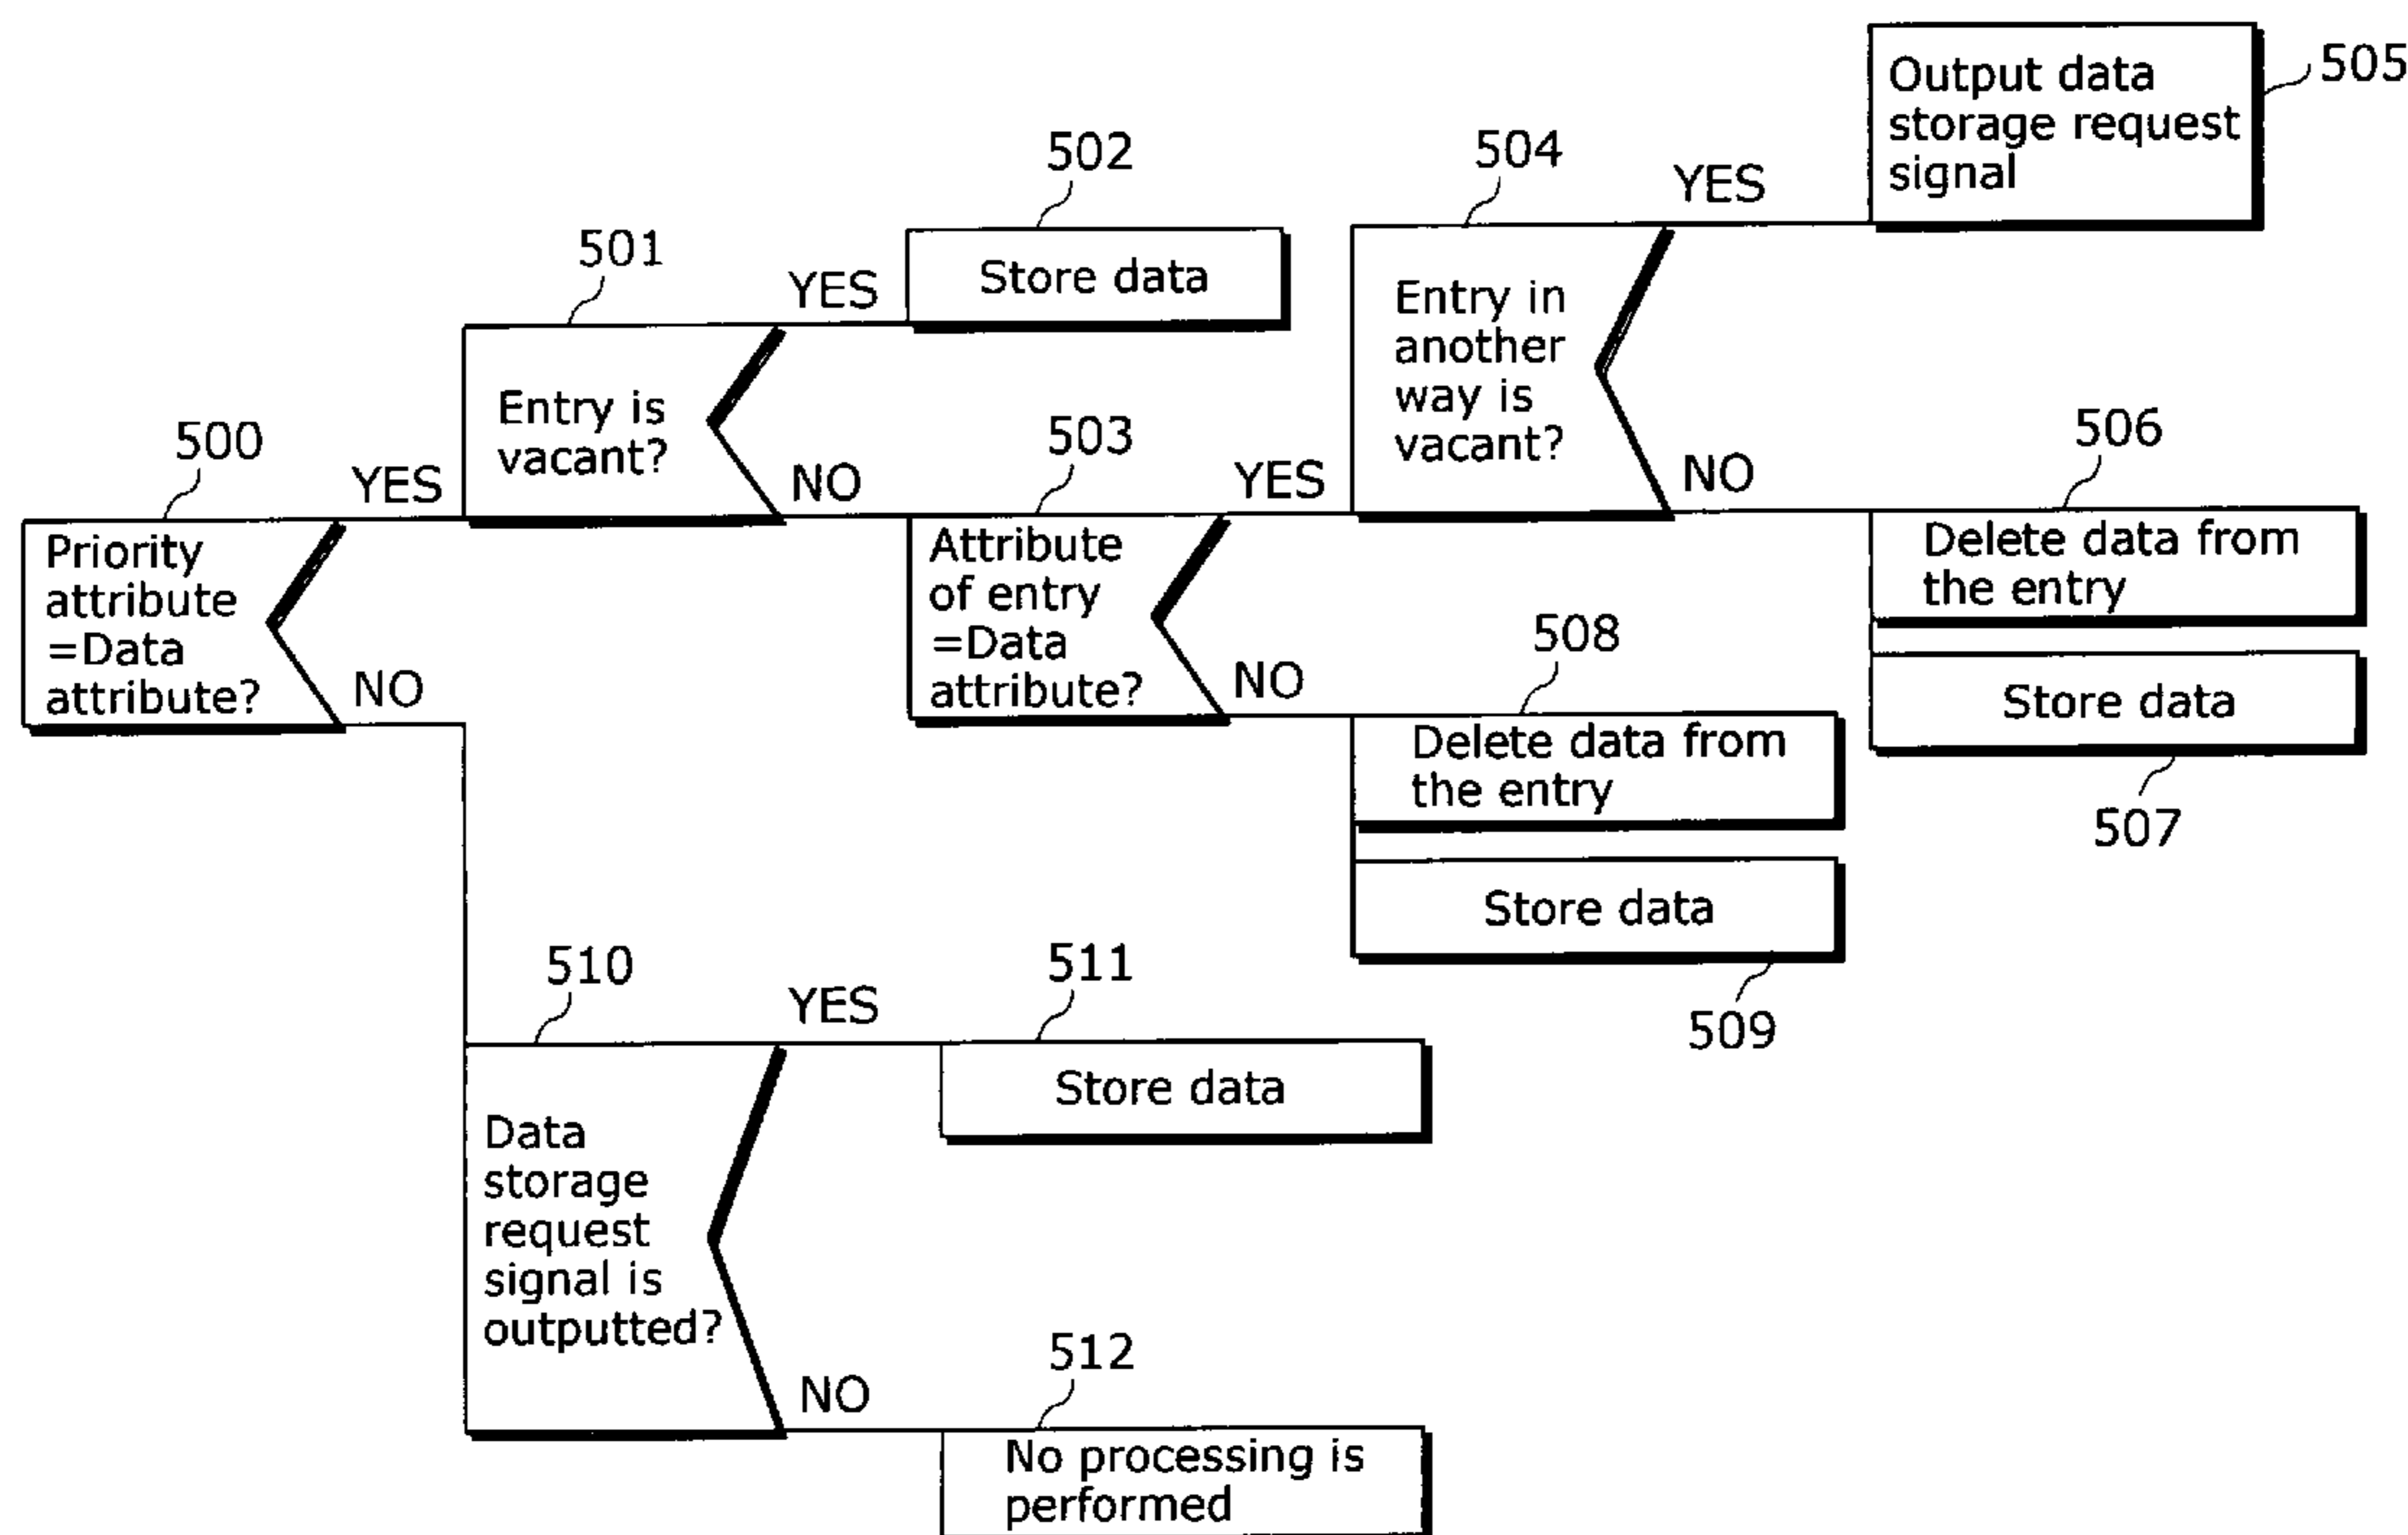 505
Output data
storage request
signal
504
YES
502
Store data
501
YES
Entry is
vacant?
NO
Entry in
another
way is
vacant?
NO
503
YES
500
YES
Priority
attribute
=Data
attribute?
NO
Attribute
of entry
=Data
attribute?
NO
506
Delete data from
the entry
Store data
507
508
Delete data from
the entry
Store data
509
510
YES
511
Store data
Data
storage
request
signal is
outputted?
NO
512
No processing is
performed